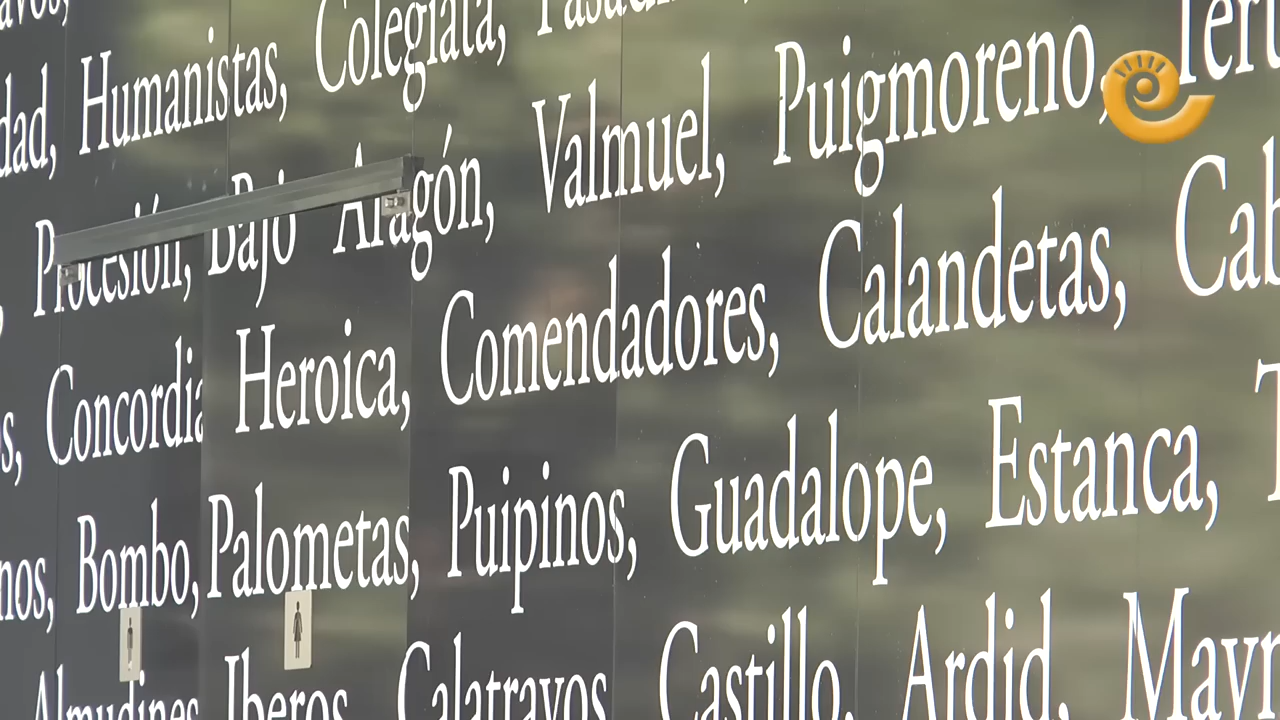 Humanistas, Colegiata,
Procesión, Bajo Aragón, Valmuel, Puigmoreno,
Concordia Heroica, Comendadores, Calandetas,
Bombo, Palometas, Puipinos, Guadalope, Estanca,
Almudines Iberos, Calatravos Castillo, Ardid,